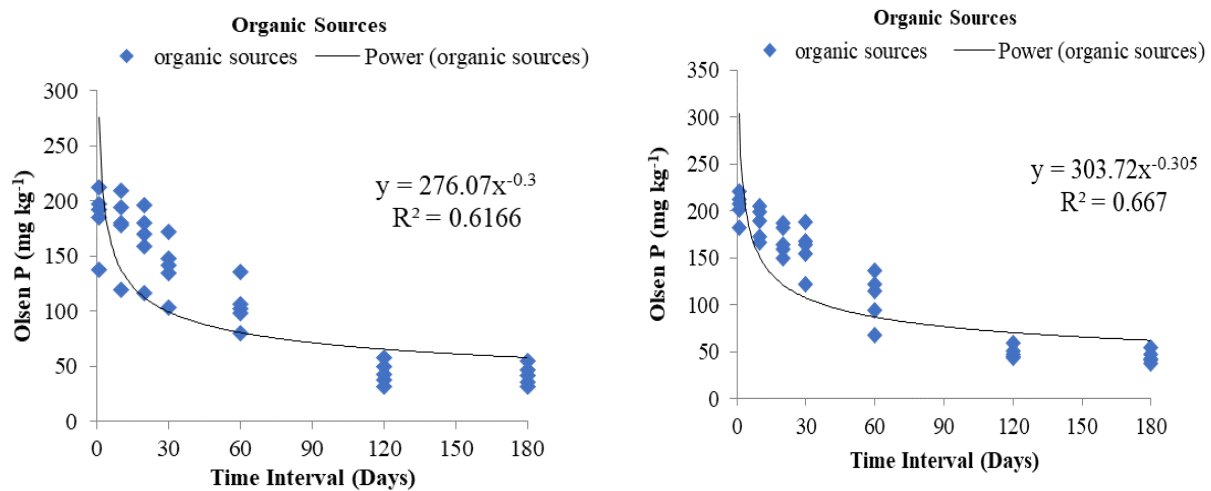 Organic Sources
organic sources Power (organic sources)
300
250
200
150
100
50
0
Olsen P (mg kg⁻¹)
y = 276.07x⁻⁰·³
R² = 0.6166
0 30 60 90 120 150 180
Time Interval (Days)
Organic Sources
organic sources Power (organic sources)
350
300
250
200
150
100
50
0
Olsen P (mg kg⁻¹)
y = 303.72x⁻⁰·³⁰⁵
R² = 0.667
0 30 60 90 120 150 180
Time Interval (Days)